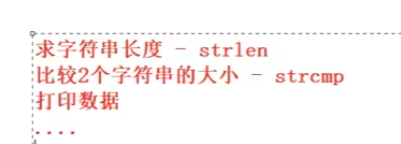 求字符串长度 - strlen
比较2个字符串的大小 - strcmp
打印数据
....